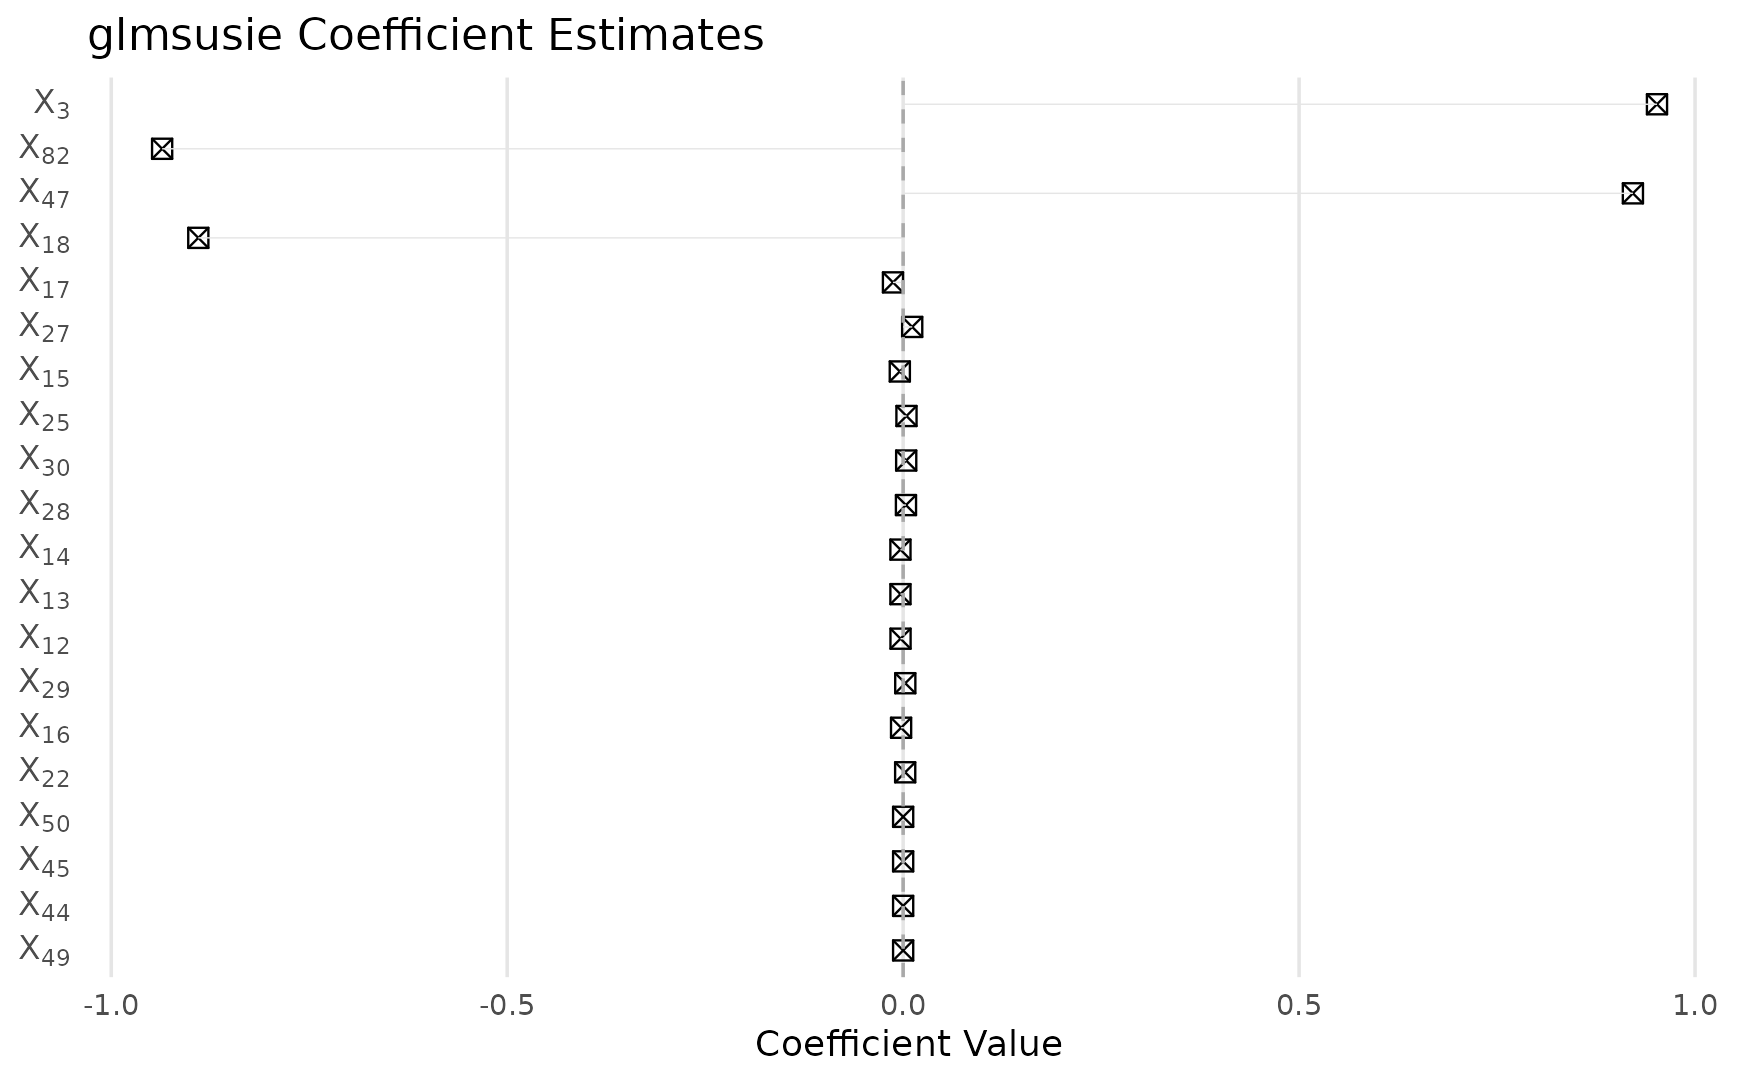 glmsusie Coefficient Estimates
X₃
X₈₂
X₄₇
X₁₈
X₁₇
X₂₇
X₁₅
X₂₅
X₃₀
X₂₈
X₁₄
X₁₃
X₁₂
X₂₉
X₁₆
X₂₂
X₅₀
X₄₅
X₄₄
X₄₉
-1.0 -0.5 0.0 0.5 1.0
Coefficient Value